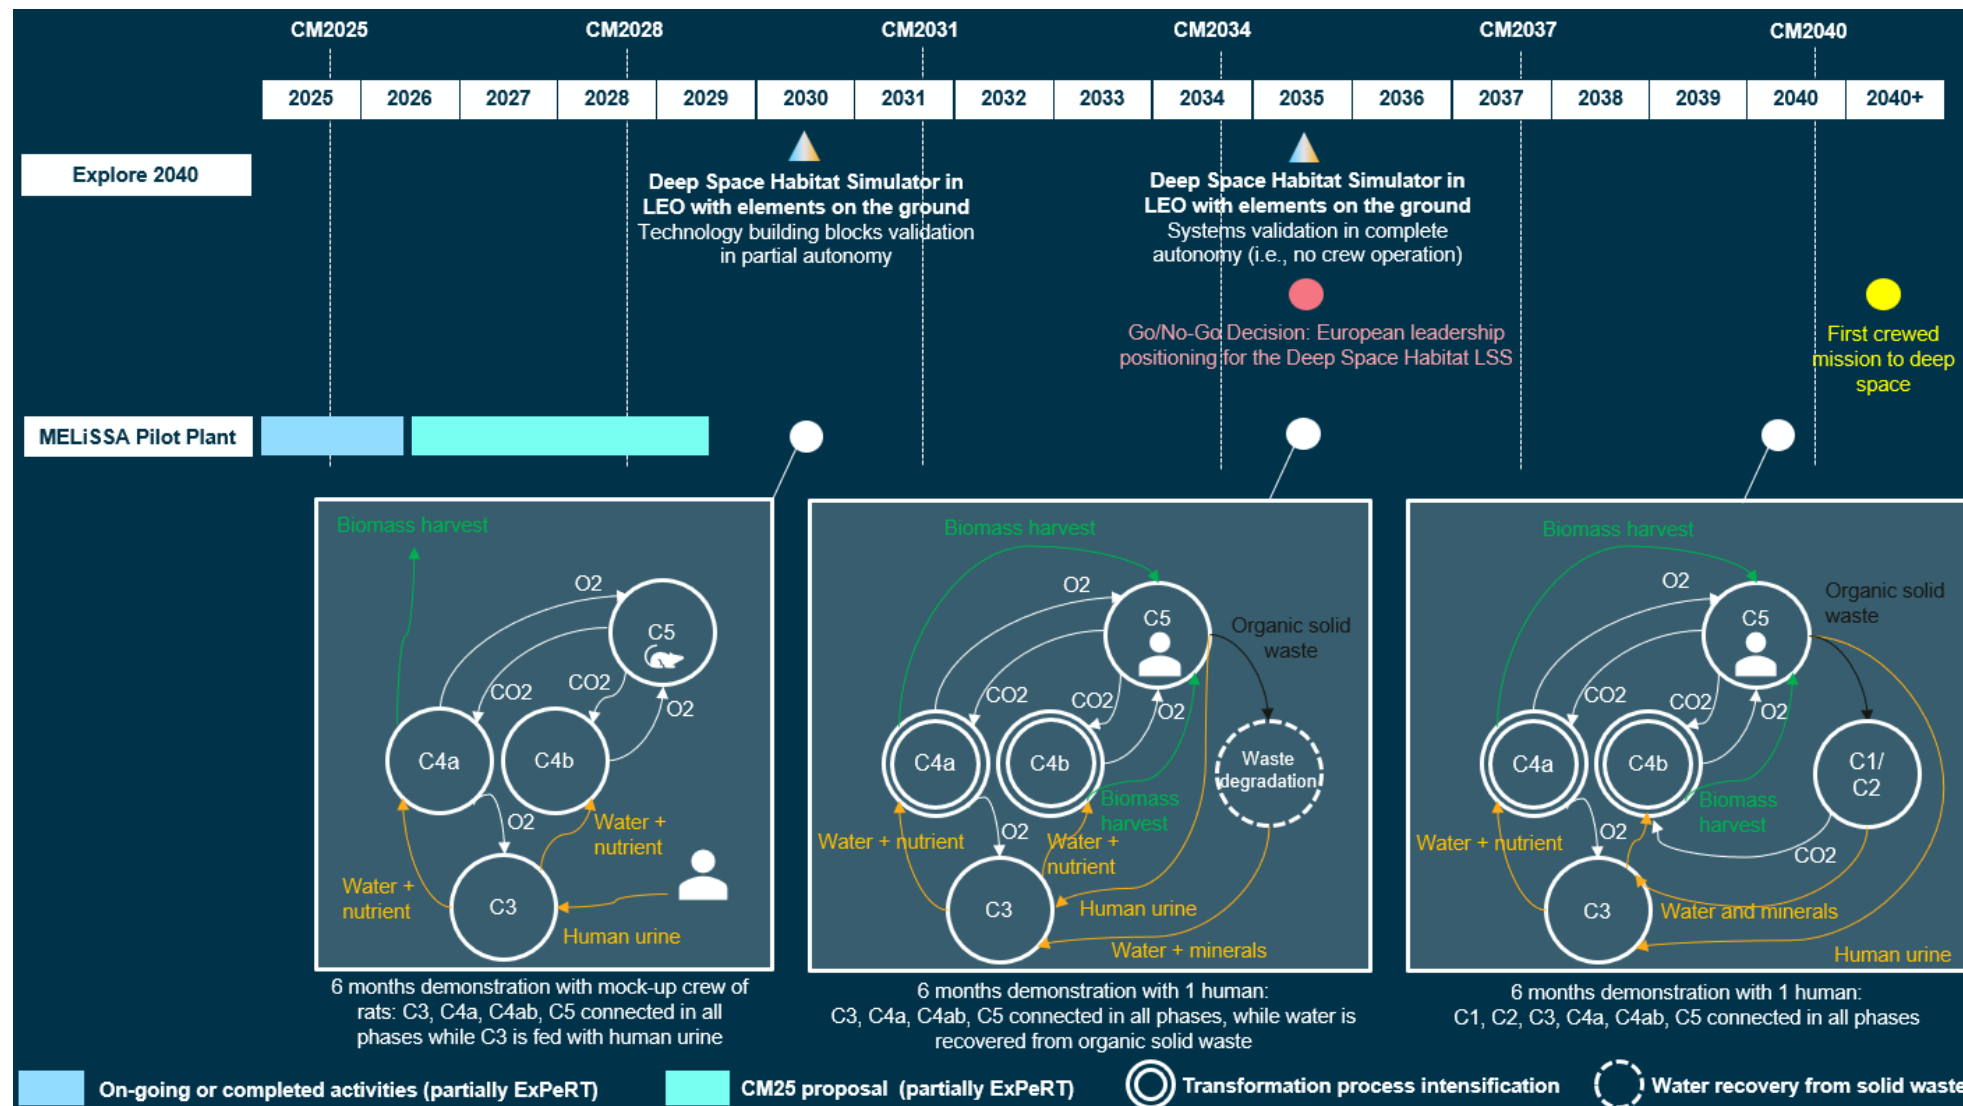 CM2025
CM2028
CM2031
CM2034
CM2037
CM2040
2025
2026
2027
2028
2029
2030
2031
2032
2033
2034
2035
2036
2037
2038
2039
2040
2040+
Explore 2040
Deep Space Habitat Simulator in
LEO with elements on the ground
Technology building blocks validation
in partial autonomy
Deep Space Habitat Simulator in
LEO with elements on the ground
Systems validation in complete
autonomy (i.e., no crew operation)
Go/No-Go Decision: European leadership
positioning for the Deep Space Habitat LSS
First crewed
mission to deep
space
MELiSSA Pilot Plant
Biomass harvest
O2
C5
CO2
CO2
O2
C4a
C4b
O2
Water +
nutrient
Water +
nutrient
C3
Human urine
6 months demonstration with mock-up crew of
rats: C3, C4a, C4ab, C5 connected in all
phases while C3 is fed with human urine
Biomass harvest
O2
C5
Organic solid
waste
CO2
CO2
O2
C4a
C4b
Waste
degradation
Biomass
harvest
O2
Water + nutrient
Water +
nutrient
C3
Human urine
Water + minerals
6 months demonstration with 1 human:
C3, C4a, C4ab, C5 connected in all phases, while water is
recovered from organic solid waste
Biomass harvest
O2
Organic solid
waste
C5
CO2
CO2
O2
C4a
C4b
C1/
C2
Biomass
harvest
O2
Water + nutrient
CO2
C3
Water and minerals
Human urine
6 months demonstration with 1 human:
C1, C2, C3, C4a, C4ab, C5 connected in all phases
On-going or completed activities (partially ExPeRT)
CM25 proposal (partially ExPeRT)
Transformation process intensification
Water recovery from solid waste